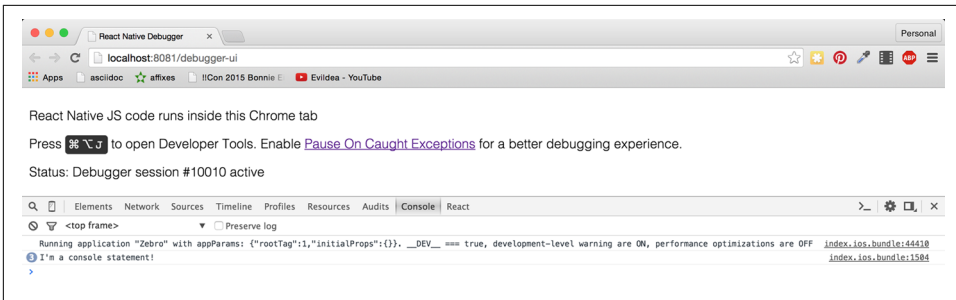 React Native Debugger ×
Personal
localhost:8081/debugger-ui
ABP
Apps asciidoc affixes !!Con 2015 Bonnie E Evildea - YouTube
React Native JS code runs inside this Chrome tab
Press ⌘⌥J to open Developer Tools. Enable Pause On Caught Exceptions for a better debugging experience.
Status: Debugger session #10010 active
Elements Network Sources Timeline Profiles Resources Audits Console React
<top frame> ▼ Preserve log
Running application "Zebro" with appParams: {"rootTag":1,"initialProps":{}}. __DEV__ === true, development-level warning are ON, performance optimizations are OFF index.ios.bundle:44410
3 I'm a console statement! index.ios.bundle:1504
>